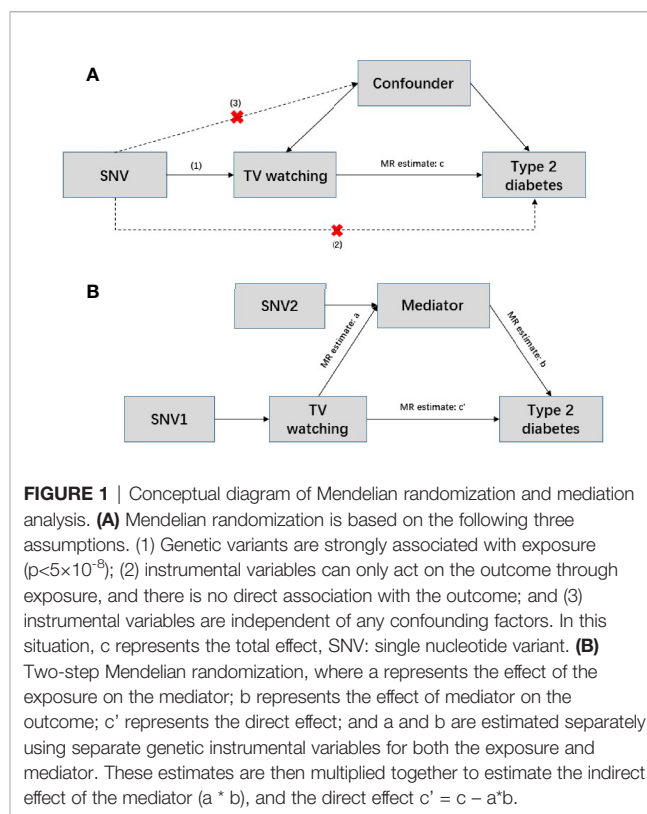 A
Confounder
(3)
SNV
(1)
TV watching
MR estimate: c
Type 2
diabetes
(2)
B
SNV2
Mediator
MR estimate: a
MR estimate: b
SNV1
TV
watching
MR estimate: c'
Type 2
diabetes
FIGURE 1 | Conceptual diagram of Mendelian randomization and mediation
analysis. (A) Mendelian randomization is based on the following three
assumptions. (1) Genetic variants are strongly associated with exposure
(p<5×10⁻⁸); (2) instrumental variables can only act on the outcome through
exposure, and there is no direct association with the outcome; and (3)
instrumental variables are independent of any confounding factors. In this
situation, c represents the total effect, SNV: single nucleotide variant. (B)
Two-step Mendelian randomization, where a represents the effect of the
exposure on the mediator; b represents the effect of mediator on the
outcome; c' represents the direct effect; and a and b are estimated separately
using separate genetic instrumental variables for both the exposure and
mediator. These estimates are then multiplied together to estimate the indirect
effect of the mediator (a * b), and the direct effect c' = c – a*b.